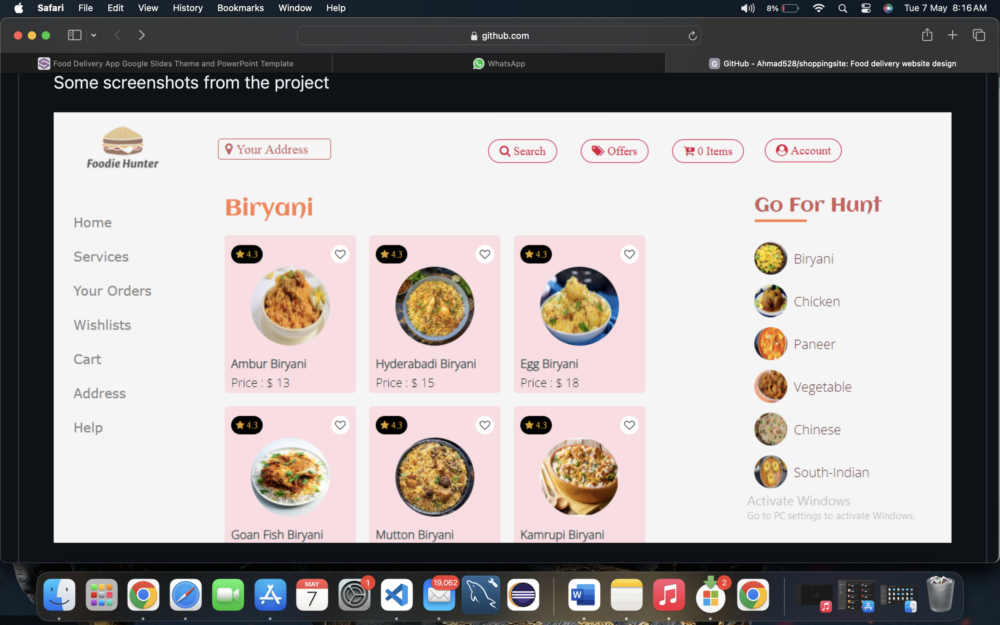 Safari File Edit View History Bookmarks Window Help 8% Tue 7 May 8:16 AM
github.com
Food Delivery App Google Slides Theme and PowerPoint Template
WhatsApp
G GitHub - Ahmad528/shoppingsite: Food delivery website design
Some screenshots from the project
Foodie Hunter
Your Address
Search
Offers
0 Items
Account
Home
Services
Your Orders
Wishlists
Cart
Address
Help
Biryani
4.3
Ambur Biryani
Price : $ 13
4.3
Hyderabadi Biryani
Price : $ 15
4.3
Egg Biryani
Price : $ 18
4.3
Goan Fish Biryani
4.3
Mutton Biryani
4.3
Kamrupi Biryani
Go For Hunt
Biryani
Chicken
Paneer
Vegetable
Chinese
South-Indian
Activate Windows
Go to PC settings to activate Windows.
MAY
7
1
19,062
W
2